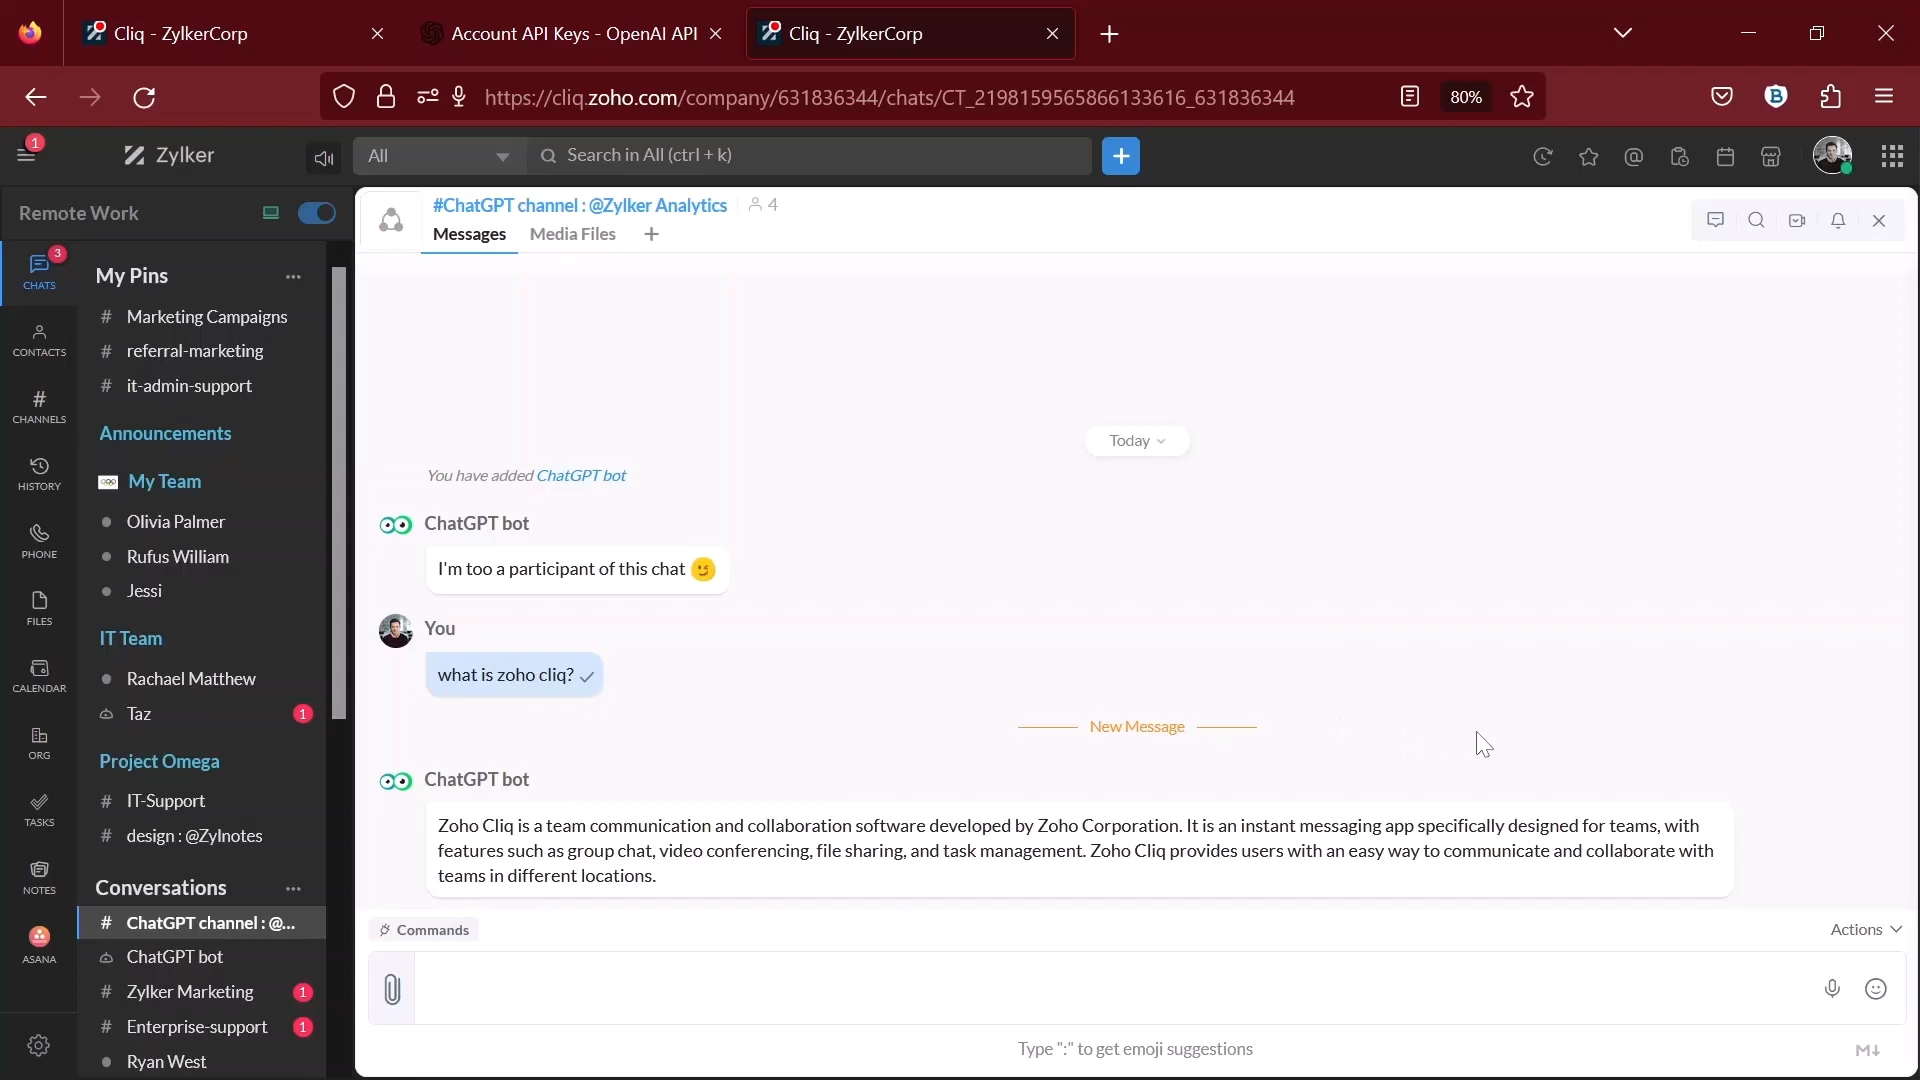 Cliq - ZylkerCorp
Account API Keys - OpenAI API
Cliq - ZylkerCorp
https://cliq.zoho.com/company/631836344/chats/CT_2198159565866133616_631836344
80%
1
Zylker
All
Search in All (ctrl + k)
Remote Work
#ChatGPT channel : @Zylker Analytics
4
Messages
Media Files
3
CHATS
CONTACTS
CHANNELS
HISTORY
PHONE
FILES
CALENDAR
ORG
TASKS
NOTES
ASANA
My Pins
# Marketing Campaigns
# referral-marketing
# it-admin-support
Announcements
My Team
Olivia Palmer
Rufus William
Jessi
IT Team
Rachael Matthew
Taz 1
Project Omega
# IT-Support
# design : @Zylnotes
Conversations
# ChatGPT channel : @...
ChatGPT bot
# Zylker Marketing 1
# Enterprise-support 1
Ryan West
Today
You have added ChatGPT bot
ChatGPT bot
I'm too a participant of this chat
You
what is zoho cliq?
New Message
ChatGPT bot
Zoho Cliq is a team communication and collaboration software developed by Zoho Corporation. It is an instant messaging app specifically designed for teams, with
features such as group chat, video conferencing, file sharing, and task management. Zoho Cliq provides users with an easy way to communicate and collaborate with
teams in different locations.
Commands
Actions
Type ":" to get emoji suggestions
M↓